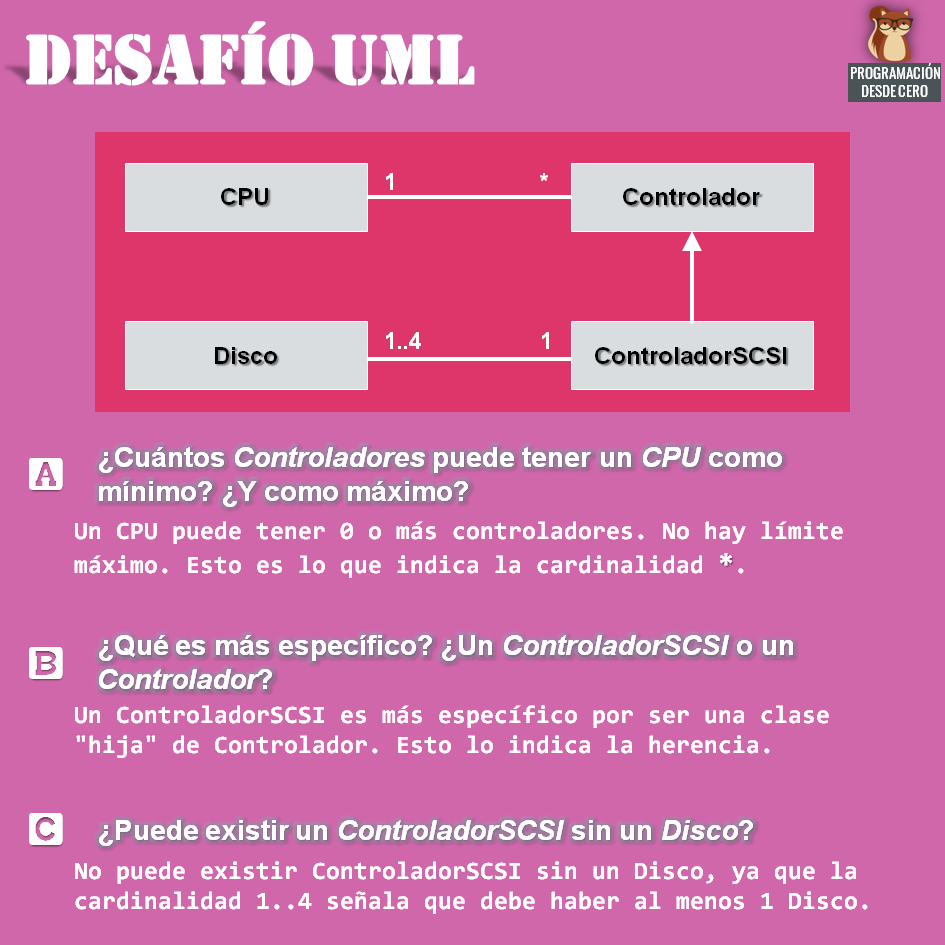 DESAFÍO UML
PROGRAMACIÓN
DESDE CERO
CPU
1
*
Controlador
Disco
1..4
1
ControladorSCSI
A
¿Cuántos Controladores puede tener un CPU como
mínimo? ¿Y como máximo?
Un CPU puede tener 0 o más controladores. No hay límite
máximo. Esto es lo que indica la cardinalidad *.
B
¿Qué es más específico? ¿Un ControladorSCSI o un
Controlador?
Un ControladorSCSI es más específico por ser una clase
"hija" de Controlador. Esto lo indica la herencia.
C
¿Puede existir un ControladorSCSI sin un Disco?
No puede existir ControladorSCSI sin un Disco, ya que la
cardinalidad 1..4 señala que debe haber al menos 1 Disco.